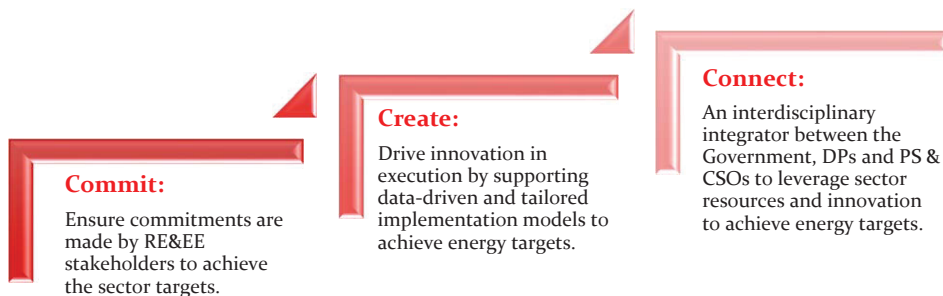 Commit:
Ensure commitments are
made by RE&EE
stakeholders to achieve
the sector targets.
Create:
Drive innovation in
execution by supporting
data-driven and tailored
implementation models to
achieve energy targets.
Connect:
An interdisciplinary
integrator between the
Government, DPs and PS &
CSOs to leverage sector
resources and innovation
to achieve energy targets.